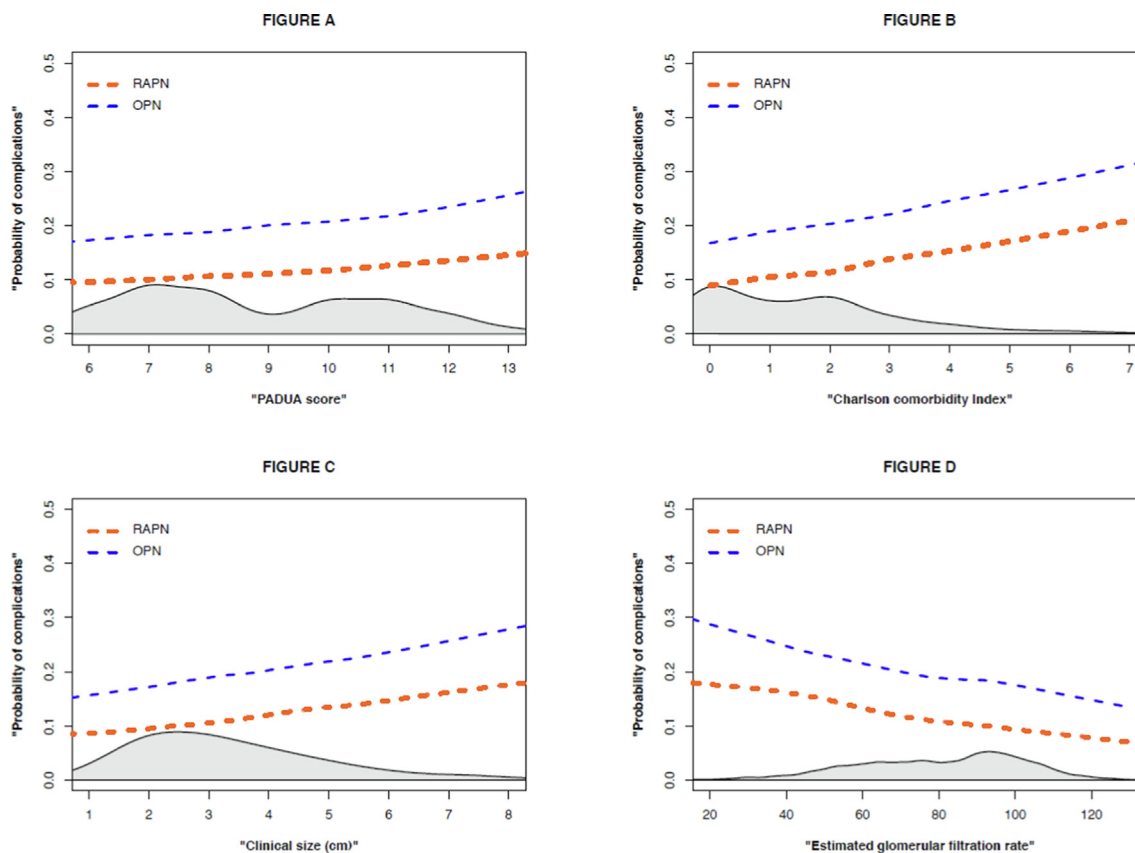 FIGURE A
"Probability of complications"
0.5
0.4
0.3
0.2
0.1
0.0
RAPN
OPN
6 7 8 9 10 11 12 13
"PADUA score"
FIGURE B
"Probability of complications"
0.5
0.4
0.3
0.2
0.1
0.0
RAPN
OPN
0 1 2 3 4 5 6 7
"Charlson comorbidity Index"
FIGURE C
"Probability of complications"
0.5
0.4
0.3
0.2
0.1
0.0
RAPN
OPN
1 2 3 4 5 6 7 8
"Clinical size (cm)"
FIGURE D
"Probability of complications"
0.5
0.4
0.3
0.2
0.1
0.0
RAPN
OPN
20 40 60 80 100 120
"Estimated glomerular filtration rate"